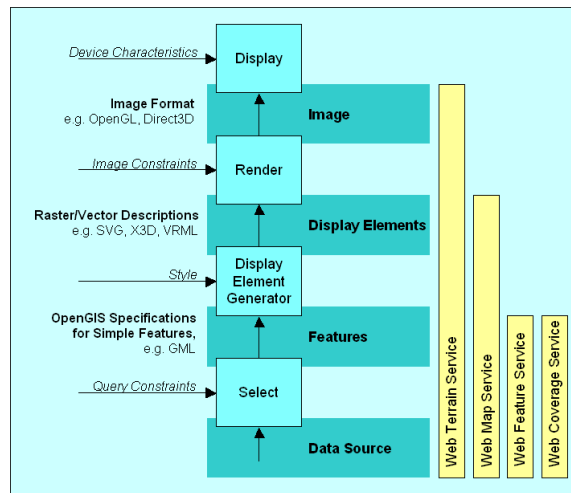 Device Characteristics
Display
Image Format
e.g. OpenGL, Direct3D
Image
Image Constraints
Render
Raster/Vector Descriptions
e.g. SVG, X3D, VRML
Display Elements
Style
Display
Element
Generator
OpenGIS Specifications
for Simple Features,
e.g. GML
Features
Query Constraints
Select
Data Source
Web Terrain Service
Web Map Service
Web Feature Service
Web Coverage Service